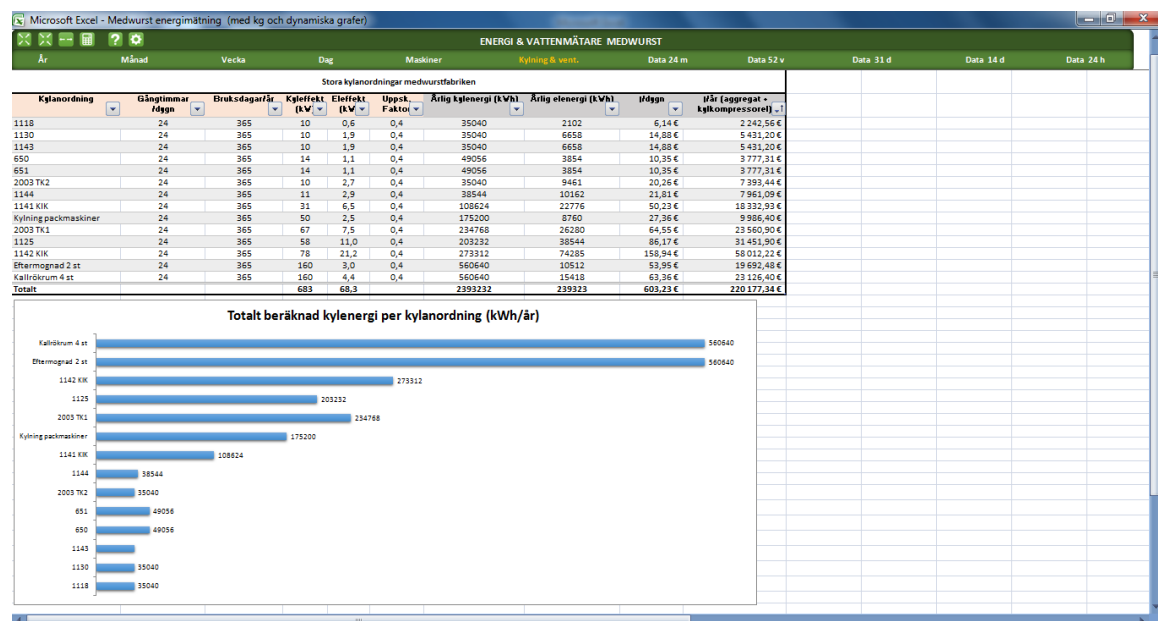 Microsoft Excel - Medwurst energimätning (med kg och dynamiska grafer)
ENERGI & VATTENMÄTARE MEDWURST
År Månad Vecka Dag Maskiner Kylning & vent. Data 24 m Data 52 v Data 31 d Data 14 d Data 24 h
Stora kylanordningar medwurstfabriken
Kylanordning Gångtimmar Bruksdagar/år Kyleffekt Eleffekt Uppsk. Årlig kylenergi (kWh) Årlig elenergi (kWh) /dygn /år (aggregat +
/dygn (kW) (kW Faktor kylkompressorel)
1118 24 365 10 0,6 0,4 35040 2102 6,14 € 2 242,56 €
1130 24 365 10 1,9 0,4 35040 6658 14,88 € 5 431,20 €
1143 24 365 10 1,9 0,4 35040 6658 14,88 € 5 431,20 €
650 24 365 14 1,1 0,4 49056 3854 10,35 € 3 777,31 €
651 24 365 14 1,1 0,4 49056 3854 10,35 € 3 777,31 €
2003 TK2 24 365 10 2,7 0,4 35040 9461 20,26 € 7 393,44 €
1144 24 365 11 2,9 0,4 38544 10162 21,81 € 7 961,09 €
1141 KIK 24 365 31 6,5 0,4 108624 22776 50,23 € 18 332,93 €
Kylning packmaskiner 24 365 50 2,5 0,4 175200 8760 27,36 € 9 986,40 €
2003 TK1 24 365 67 7,5 0,4 234768 26280 64,55 € 23 560,90 €
1125 24 365 58 11,0 0,4 203232 38544 86,17 € 31 451,90 €
1142 KIK 24 365 78 21,2 0,4 273312 74285 158,94 € 58 012,22 €
Eftermognad 2 st 24 365 160 3,0 0,4 560640 10512 53,95 € 19 692,48 €
Kallrökrum 4 st 24 365 160 4,4 0,4 560640 15418 63,36 € 23 126,40 €
Totalt 683 68,3 2393232 239323 603,23 € 220 177,34 €
Totalt beräknad kylenergi per kylanordning (kWh/år)
Kallrökrum 4 st 560640
Eftermognad 2 st 560640
1142 KIK 273312
1125 203232
2003 TK1 234768
Kylning packmaskiner 175200
1141 KIK 108624
1144 38544
2003 TK2 35040
651 49056
650 49056
1143
1130 35040
1118 35040